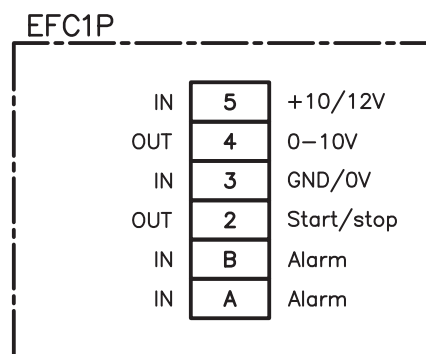 EFC1P
IN 5 +10/12V
OUT 4 0-10V
IN 3 GND/0V
OUT 2 Start/stop
IN B Alarm
IN A Alarm